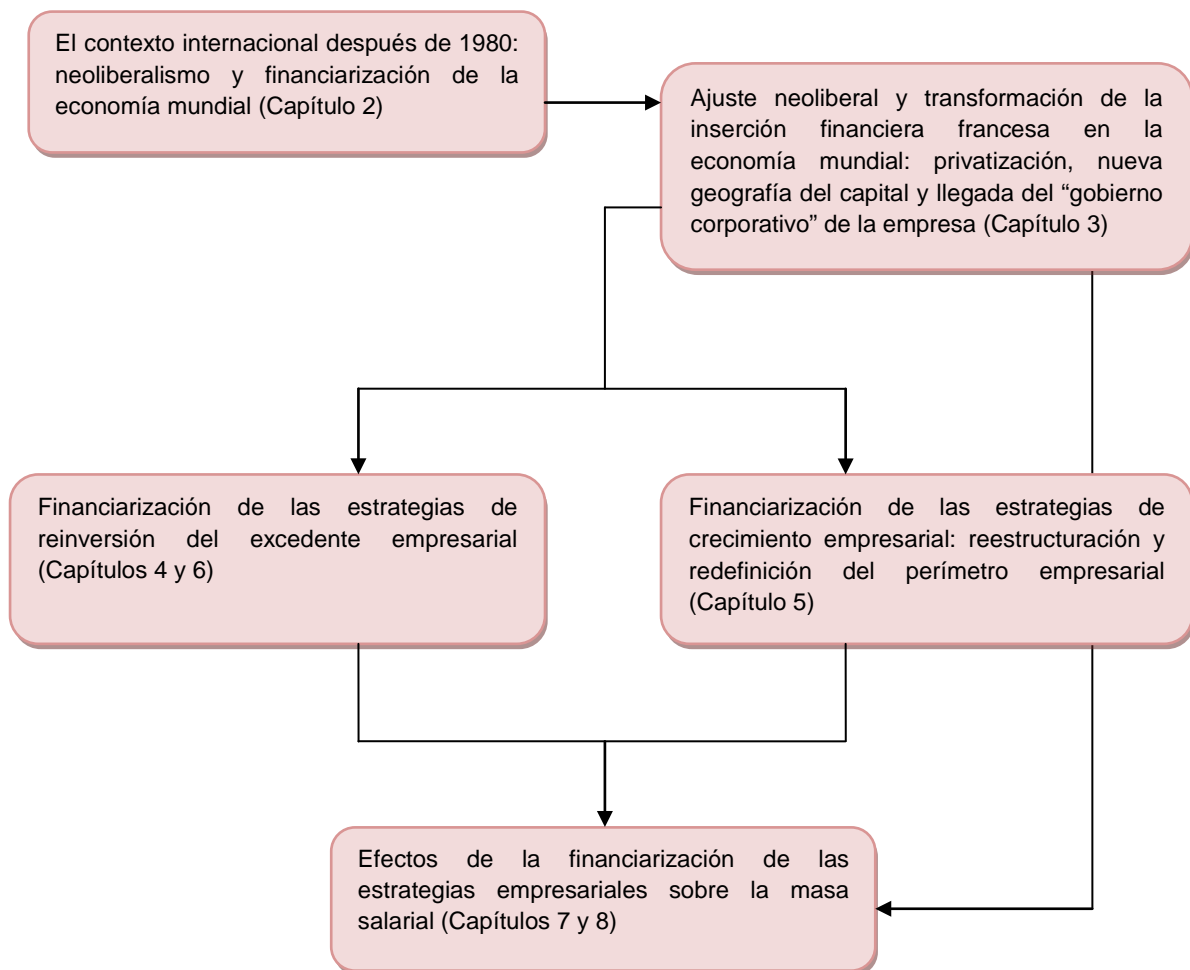 El contexto internacional después de 1980:
neoliberalismo y financiarización de la
economía mundial (Capítulo 2)
Ajuste neoliberal y transformación de la
inserción financiera francesa en la
economía mundial: privatización, nueva
geografía del capital y llegada del “gobierno
corporativo” de la empresa (Capítulo 3)
Financiarización de las estrategias de
reinversión del excedente empresarial
(Capítulos 4 y 6)
Financiarización de las estrategias de
crecimiento empresarial: reestructuración y
redefinición del perímetro empresarial
(Capítulo 5)
Efectos de la financiarización de las
estrategias empresariales sobre la masa
salarial (Capítulos 7 y 8)